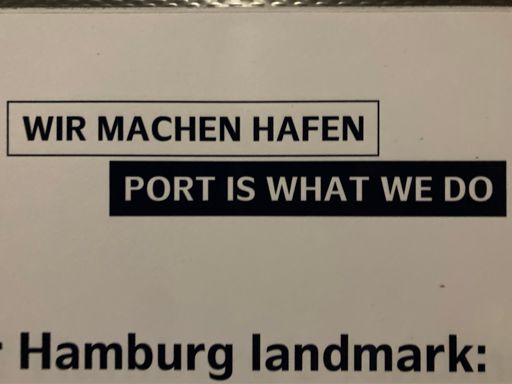 WIR MACHEN HAFEN
PORT IS WHAT WE DO
Hamburg landmark: